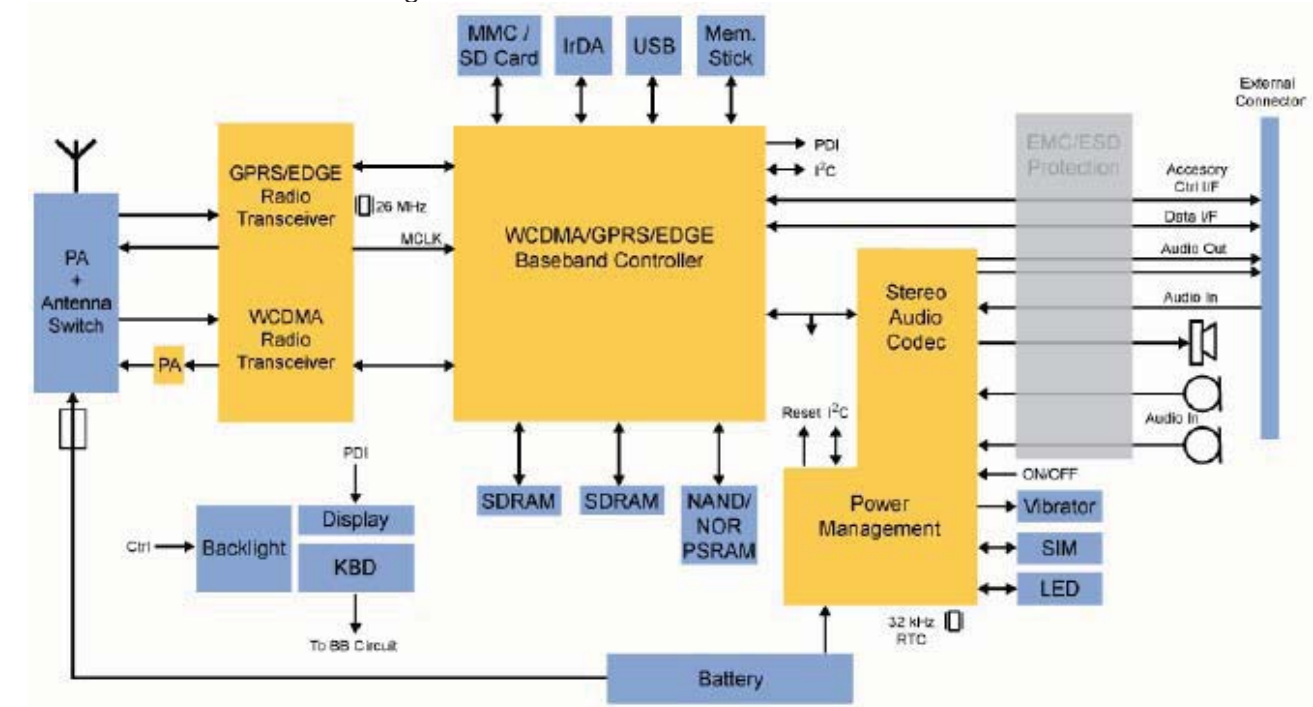 MMC /
SD Card
IrDA
USB
Mem.
Stick
External
Connector
GPRS/EDGE
Radio
Transceiver
26 MHz
MCLK
WCDMA
Radio
Transceiver
PA
+
Antenna
Switch
PA
WCDMA/GPRS/EDGE
Baseband Controller
PDI
I²C
EMC/ESD
Protection
Accesory
Ctrl I/F
Data I/F
Audio Out
Audio In
Stereo
Audio
Codec
Audio In
Reset I²C
ON/OFF
Power
Management
Vibrator
SIM
LED
32 kHz
RTC
SDRAM
SDRAM
NAND/
NOR
PSRAM
PDI
Display
Ctrl
Backlight
KBD
To BB Circuit
Battery